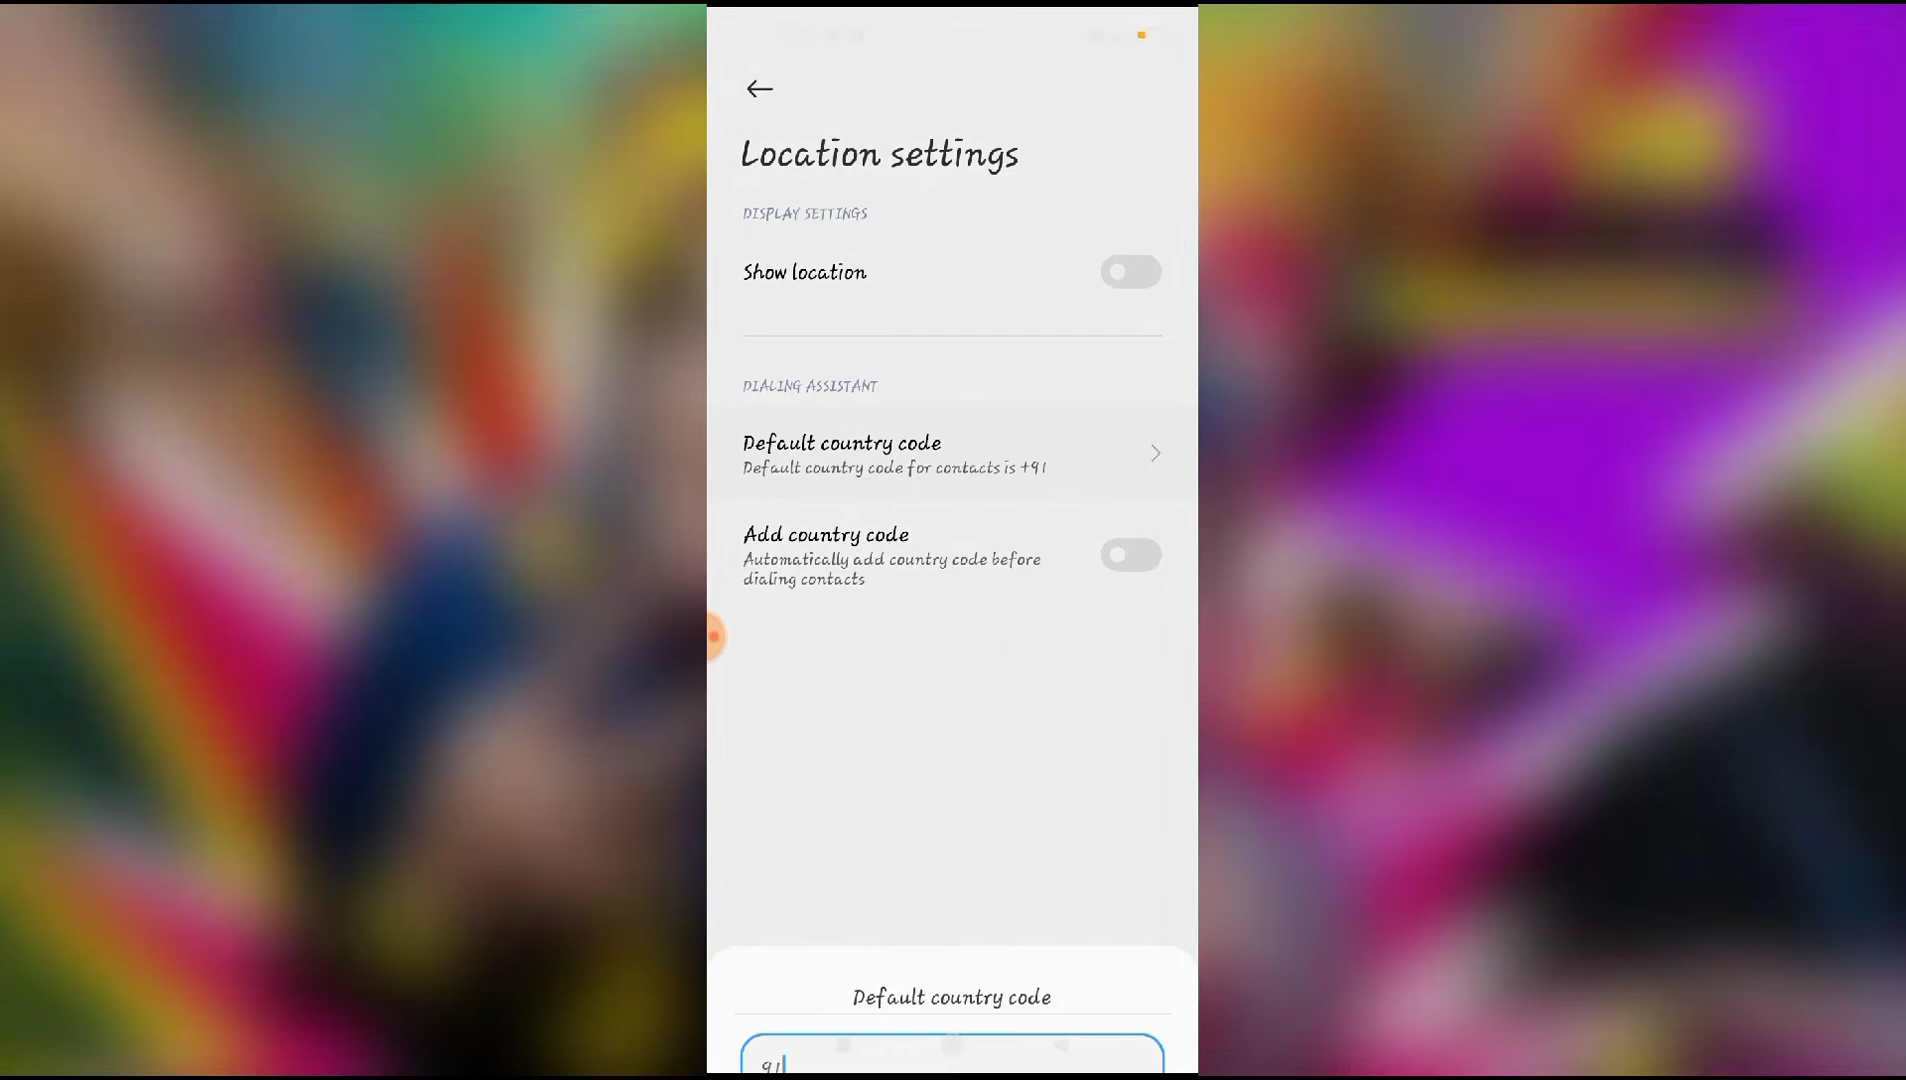 Location settings
DISPLAY SETTINGS
Show location
DIALING ASSISTANT
Default country code
Default country code for contacts is +91
Add country code
Automatically add country code before
dialing contacts
Default country code
91